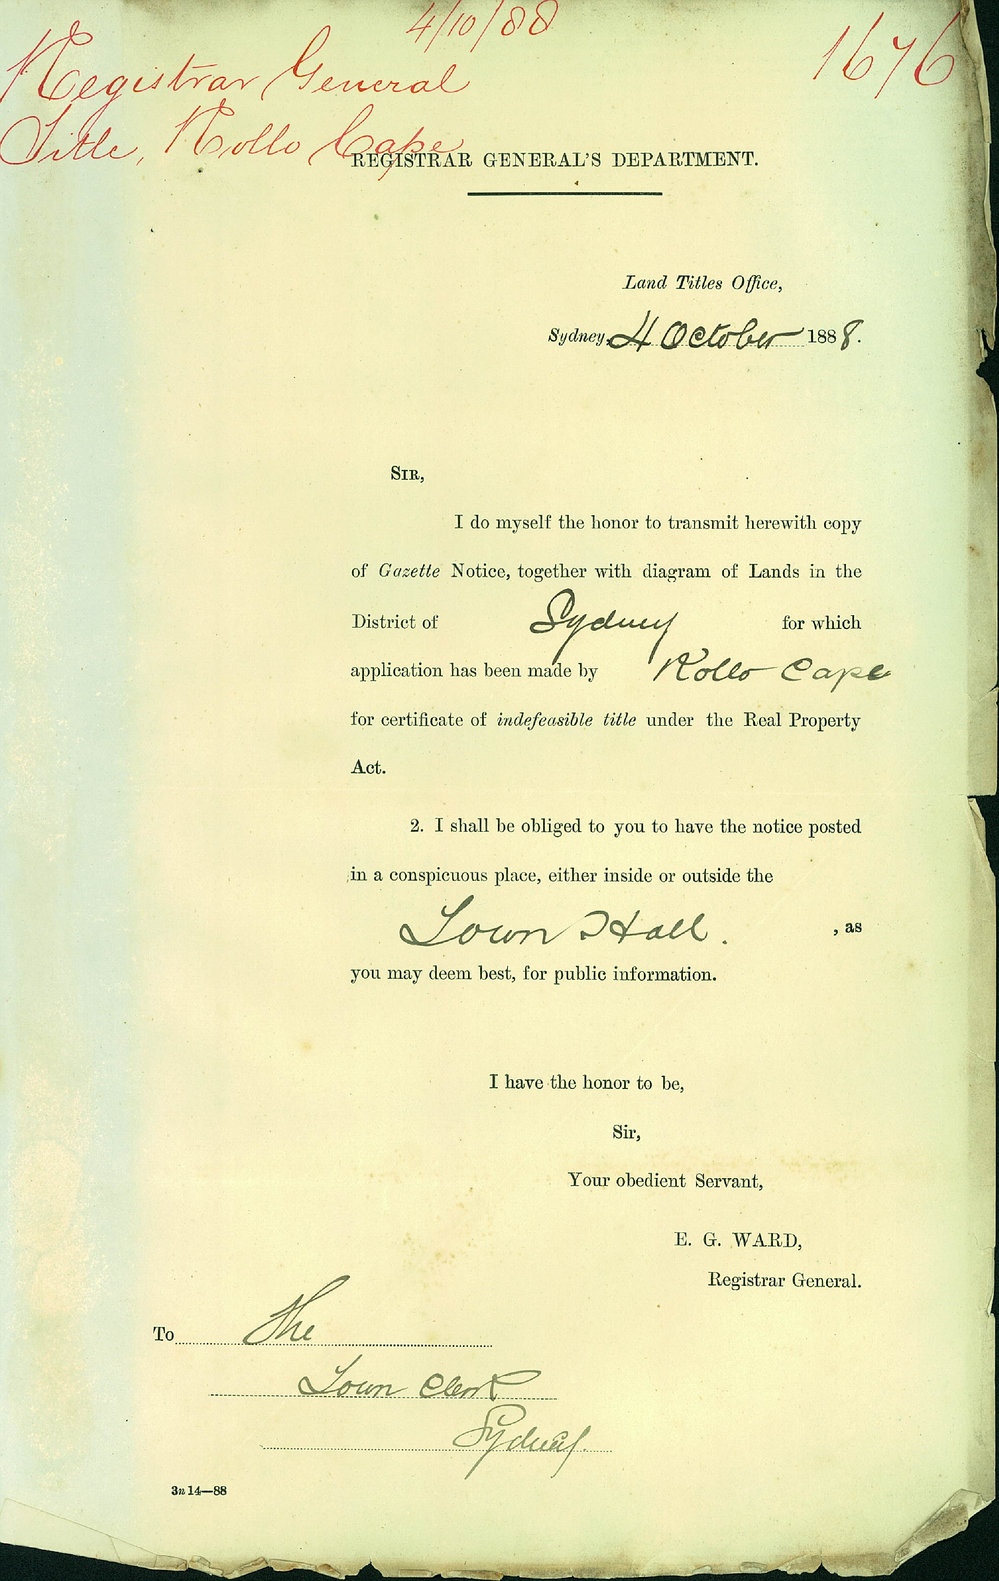 4/10/88
1676
Registrar General
Title, Rollo Cape
REGISTRAR GENERAL'S DEPARTMENT.
Land Titles Office,
Sydney, 4 October 1888.
SIR,
I do myself the honor to transmit herewith copy
of Gazette Notice, together with diagram of Lands in the
District of Sydney for which
application has been made by Rollo Cape
for certificate of indefeasible title under the Real Property
Act.
2. I shall be obliged to you to have the notice posted
in a conspicuous place, either inside or outside the
Town Hall. , as
you may deem best, for public information.
I have the honor to be,
Sir,
Your obedient Servant,
E. G. WARD,
Registrar General.
To The
Town Clerk
Sydney.
3n 14—88